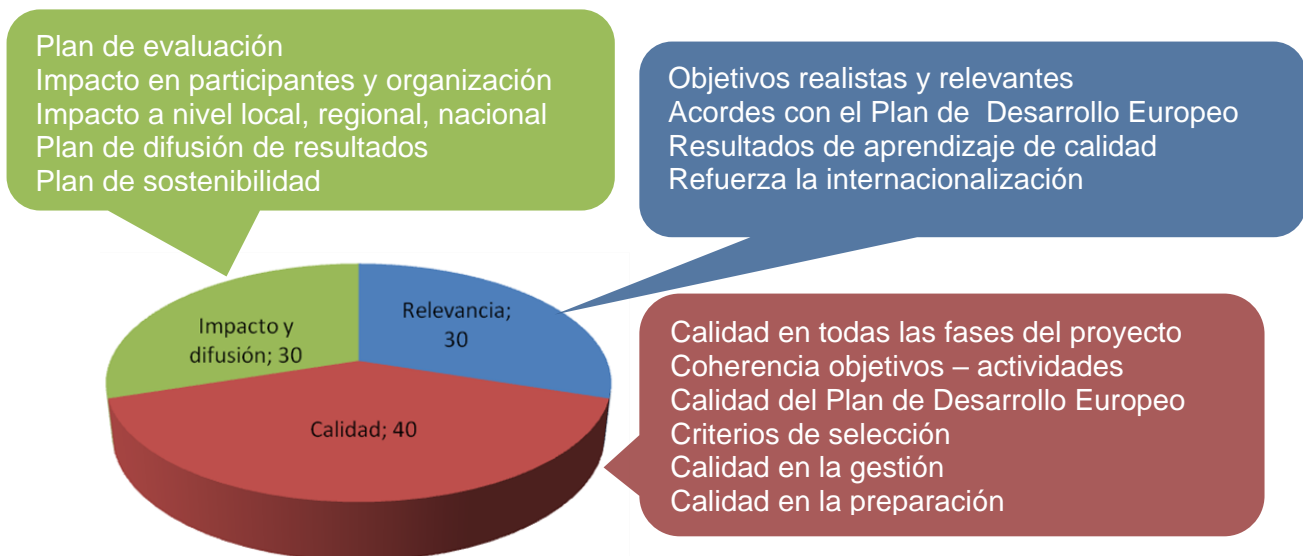 Plan de evaluación
Impacto en participantes y organización
Impacto a nivel local, regional, nacional
Plan de difusión de resultados
Plan de sostenibilidad
Objetivos realistas y relevantes
Acordes con el Plan de Desarrollo Europeo
Resultados de aprendizaje de calidad
Refuerza la internacionalización
Impacto y
difusión; 30
Relevancia;
30
Calidad; 40
Calidad en todas las fases del proyecto
Coherencia objetivos – actividades
Calidad del Plan de Desarrollo Europeo
Criterios de selección
Calidad en la gestión
Calidad en la preparación